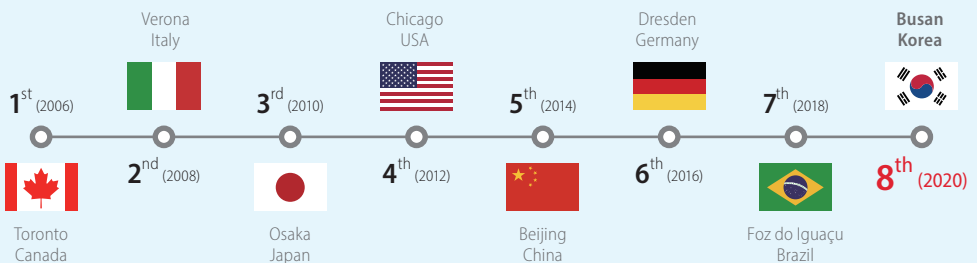 1st (2006)
Toronto
Canada
Verona
Italy
2nd (2008)
3rd (2010)
Osaka
Japan
Chicago
USA
4th (2012)
5th (2014)
Beijing
China
Dresden
Germany
6th (2016)
7th (2018)
Foz do Iguaçu
Brazil
Busan
Korea
8th (2020)